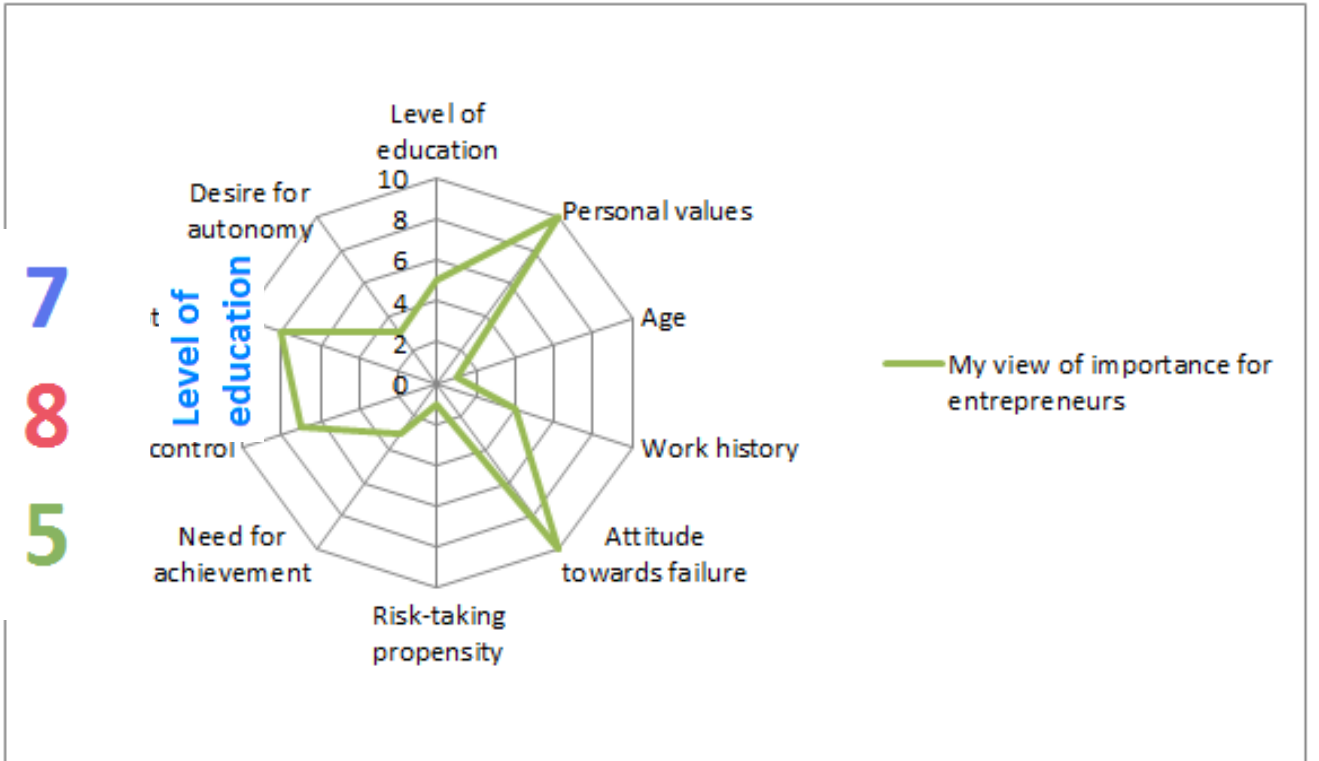 Level of
education
10
8
6
4
2
0
Personal values
Age
Work history
Attitude
towards failure
Risk-taking
propensity
Need for
achievement
control
t
Desire for
autonomy
Level of
education
7
8
5
My view of importance for
entrepreneurs